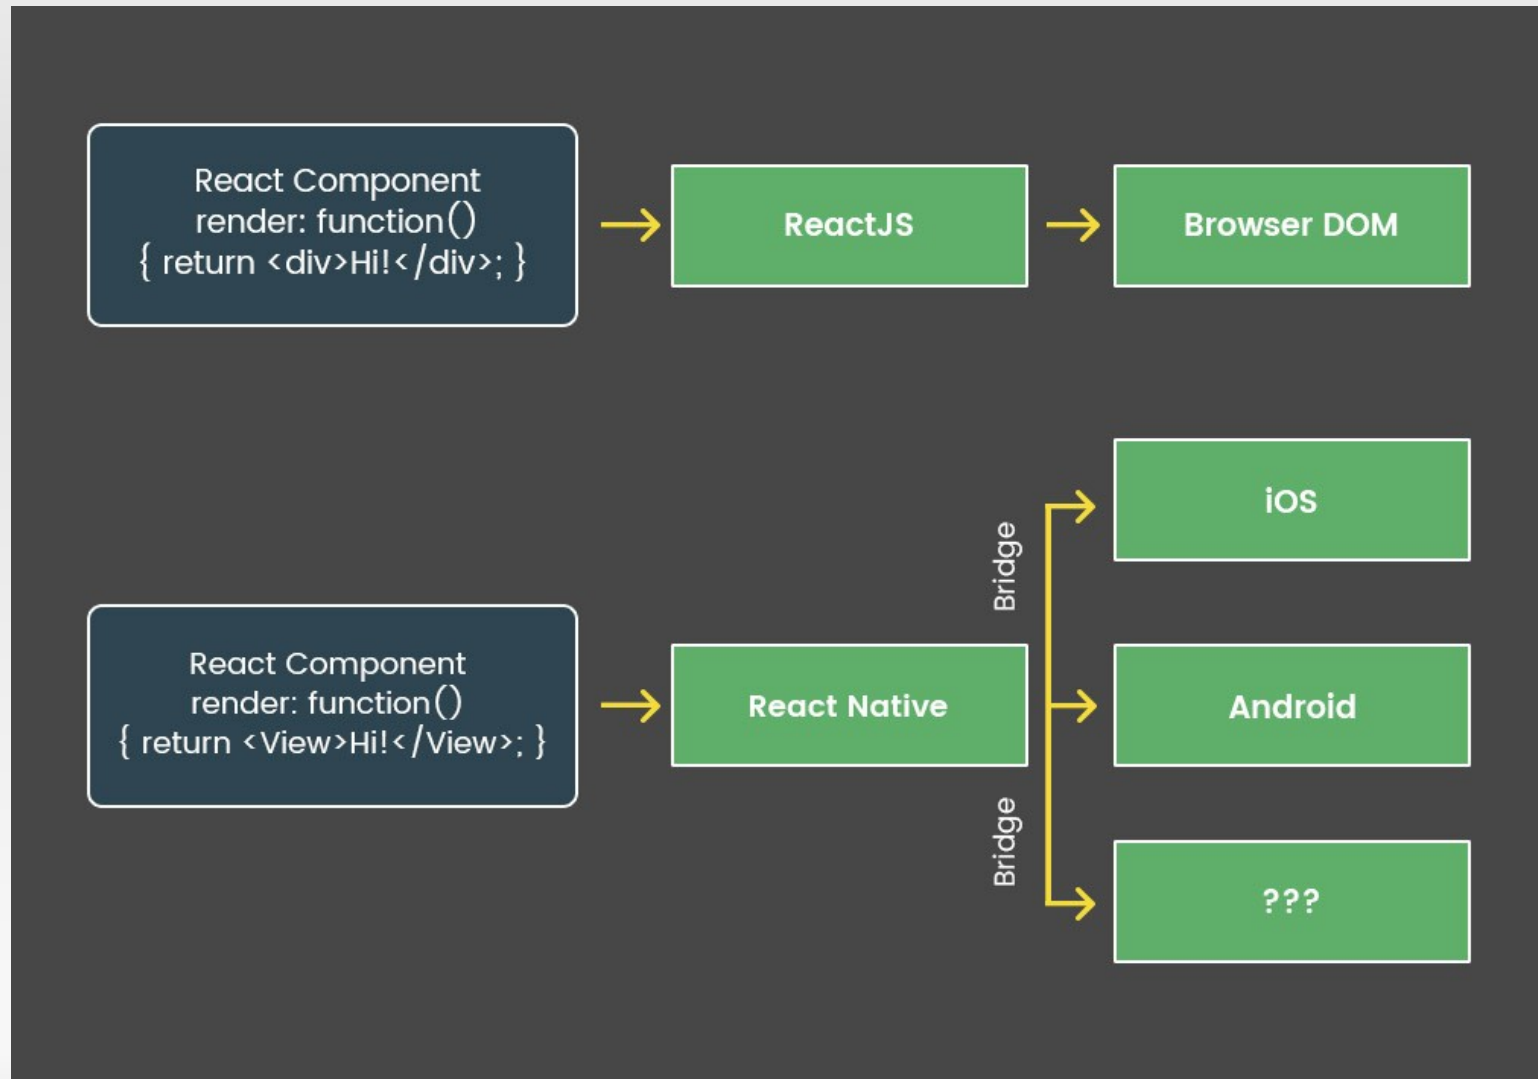 React Component
render: function()
{ return <div>Hi!</div>; }
ReactJS
Browser DOM
React Component
render: function()
{ return <View>Hi!</View>; }
React Native
Bridge
Bridge
iOS
Android
???